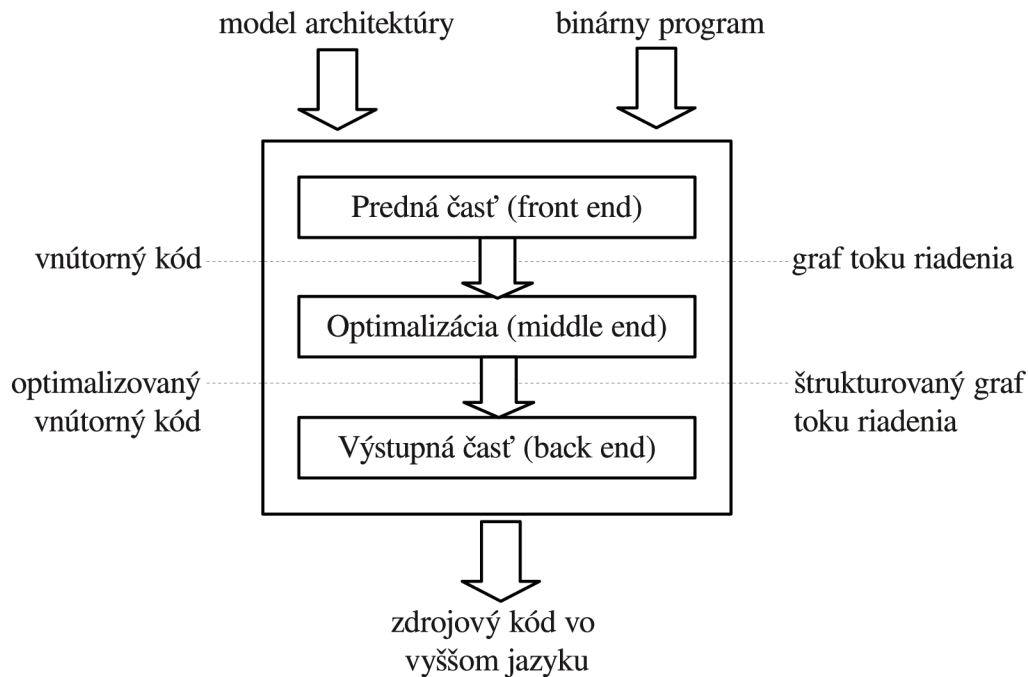 model architektúry
binárny program
Predná časť (front end)
vnútorný kód
graf toku riadenia
Optimalizácia (middle end)
optimalizovaný
vnútorný kód
štrukturovaný graf
toku riadenia
Výstupná časť (back end)
zdrojový kód vo
vyššom jazyku